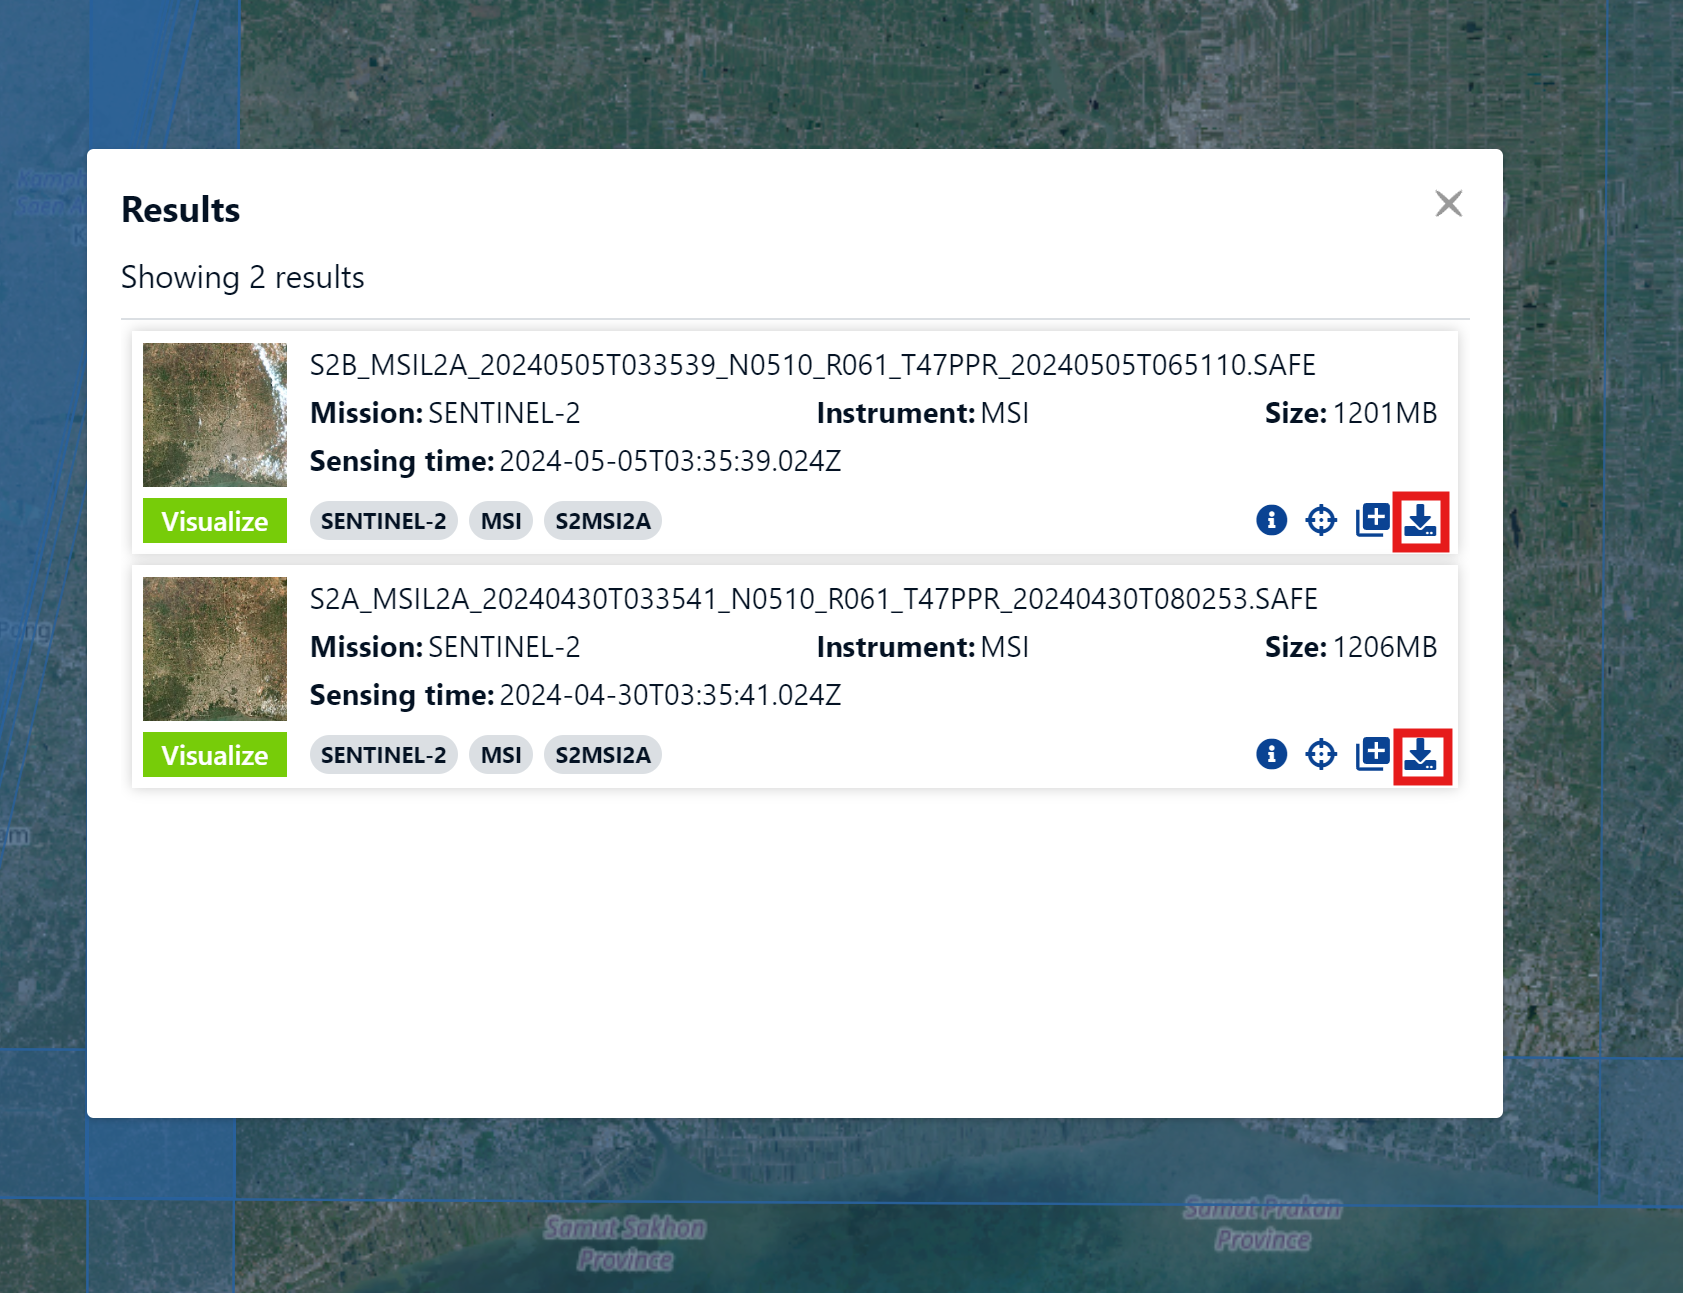 Results
Showing 2 results
S2B_MSIL2A_20240505T033539_N0510_R061_T47PPR_20240505T065110.SAFE
Mission: SENTINEL-2 Instrument: MSI Size: 1201MB
Sensing time: 2024-05-05T03:35:39.024Z
Visualize SENTINEL-2 MSI S2MSI2A
S2A_MSIL2A_20240430T033541_N0510_R061_T47PPR_20240430T080253.SAFE
Mission: SENTINEL-2 Instrument: MSI Size: 1206MB
Sensing time: 2024-04-30T03:35:41.024Z
Visualize SENTINEL-2 MSI S2MSI2A
Samut Sakhon
Province
Samut Prakan
Province